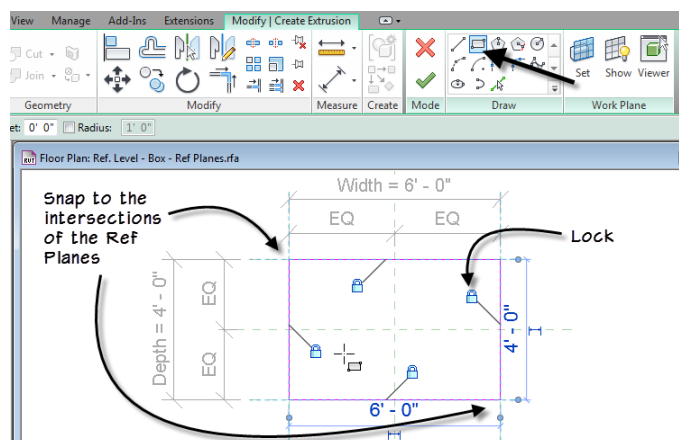 View Manage Add-Ins Extensions Modify | Create Extrusion
Cut
Join
Geometry Modify Measure Create Mode Draw Work Plane
Set Show Viewer
et: 0' 0" Radius: 1' 0"
Floor Plan: Ref. Level - Box - Ref Planes.rfa
Width = 6' - 0"
EQ EQ
Snap to the
intersections
of the Ref
Planes
Lock
Depth = 4' - 0"
EQ
EQ
4' - 0"
6' - 0"